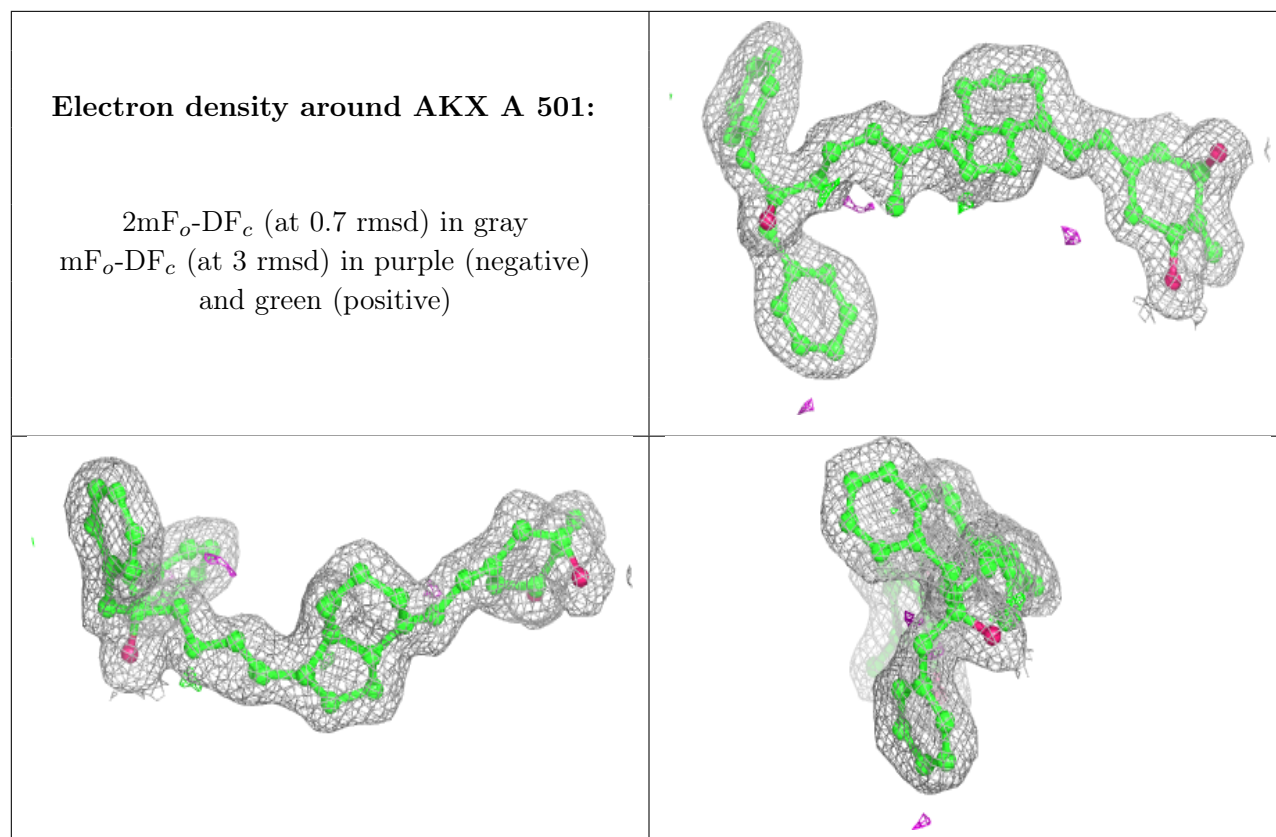 Electron density around AKX A 501:
2mFo-DFc (at 0.7 rmsd) in gray
mFo-DFc (at 3 rmsd) in purple (negative)
and green (positive)